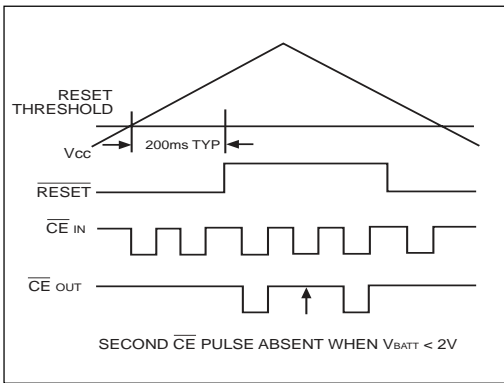 RESET
THRESHOLD
Vcc
200ms TYP
RESET
CE IN
CE OUT
SECOND CE PULSE ABSENT WHEN VBATT < 2V